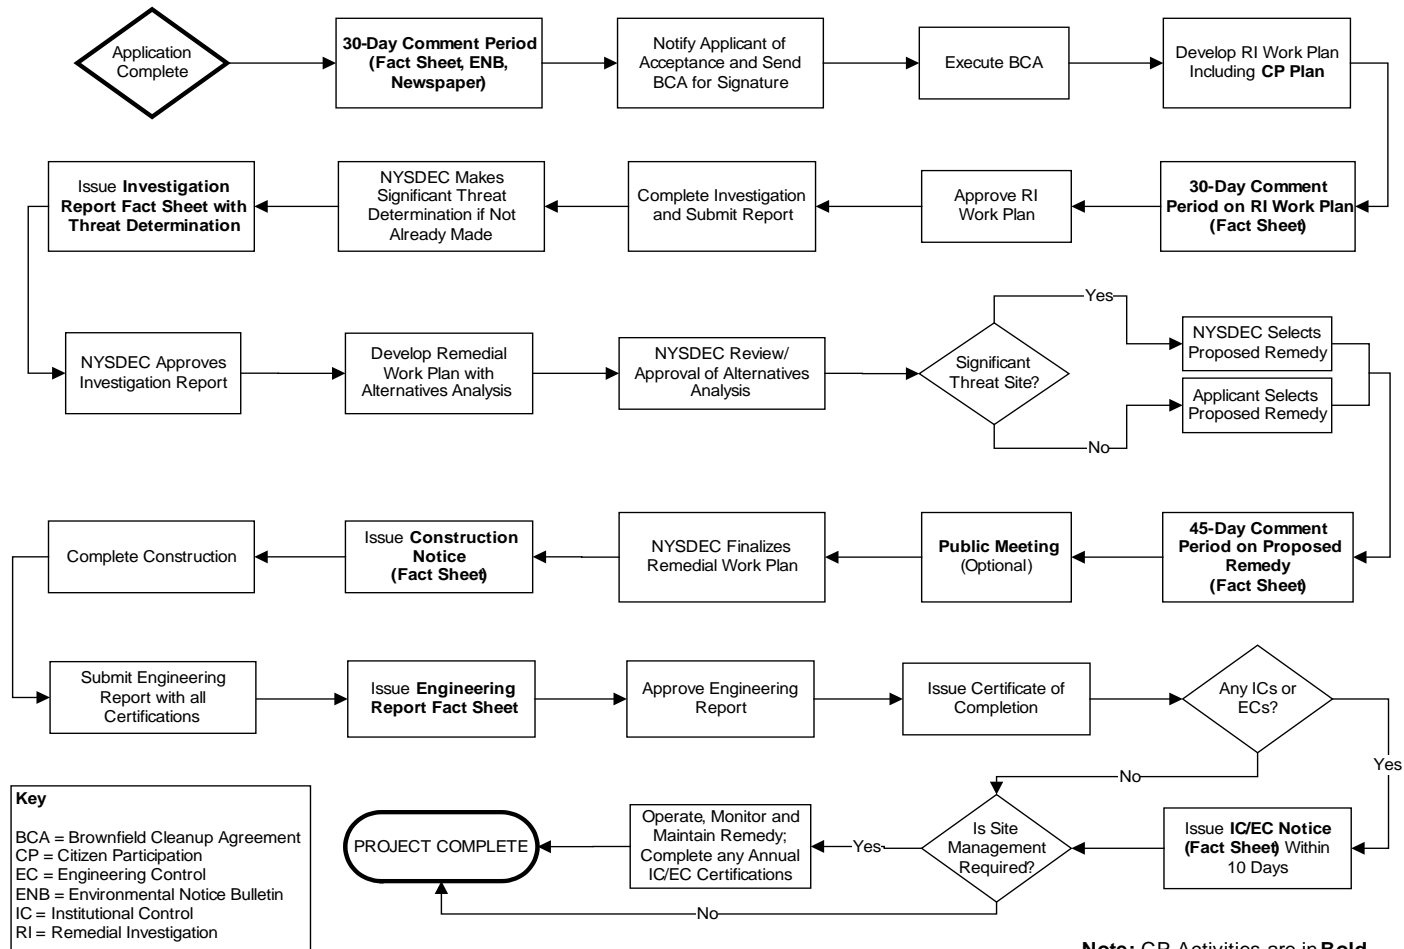 Application
Complete
30-Day Comment Period
(Fact Sheet, ENB,
Newspaper)
Notify Applicant of
Acceptance and Send
BCA for Signature
Execute BCA
Develop RI Work Plan
Including CP Plan
30-Day Comment
Period on RI Work Plan
(Fact Sheet)
Approve RI
Work Plan
Complete Investigation
and Submit Report
NYSDEC Makes
Significant Threat
Determination if Not
Already Made
Issue Investigation
Report Fact Sheet with
Threat Determination
NYSDEC Approves
Investigation Report
Develop Remedial
Work Plan with
Alternatives Analysis
NYSDEC Review/
Approval of Alternatives
Analysis
Significant
Threat Site?
Yes
NYSDEC Selects
Proposed Remedy
No
Applicant Selects
Proposed Remedy
45-Day Comment
Period on Proposed
Remedy
(Fact Sheet)
Public Meeting
(Optional)
NYSDEC Finalizes
Remedial Work Plan
Issue Construction
Notice
(Fact Sheet)
Complete Construction
Submit Engineering
Report with all
Certifications
Issue Engineering
Report Fact Sheet
Approve Engineering
Report
Issue Certificate of
Completion
Any ICs or
ECs?
Yes
No
Issue IC/EC Notice
(Fact Sheet) Within
10 Days
Is Site
Management
Required?
Yes
Operate, Monitor and
Maintain Remedy;
Complete any Annual
IC/EC Certifications
No
PROJECT COMPLETE
Key
BCA = Brownfield Cleanup Agreement
CP = Citizen Participation
EC = Engineering Control
ENB = Environmental Notice Bulletin
IC = Institutional Control
RI = Remedial Investigation
Note: CP Activities are in Bold